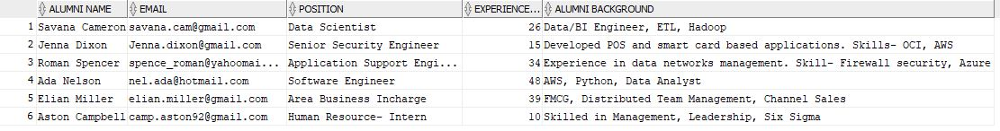 ALUMNI NAME EMAIL POSITION EXPERIENCE... ALUMNI BACKGROUND
1 Savana Cameron savana.cam@gmail.com Data Scientist 26 Data/BI Engineer, ETL, Hadoop
2 Jenna Dixon Jenna.dixon@gmail.com Senior Security Engineer 15 Developed POS and smart card based applications. Skills- OCI, AWS
3 Roman Spencer spence_roman@yahoomai... Application Support Engi... 34 Experience in data networks management. Skill- Firewall security, Azure
4 Ada Nelson nel.ada@hotmail.com Software Engineer 48 AWS, Python, Data Analyst
5 Elian Miller elian.miller@gmail.com Area Business Incharge 39 FMCG, Distributed Team Management, Channel Sales
6 Aston Campbell camp.aston92@gmail.com Human Resource- Intern 10 Skilled in Management, Leadership, Six Sigma